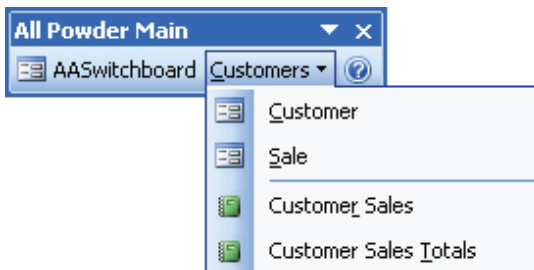 All Powder Main
AASwitchboard Customers
Customer
Sale
Customer Sales
Customer Sales Totals